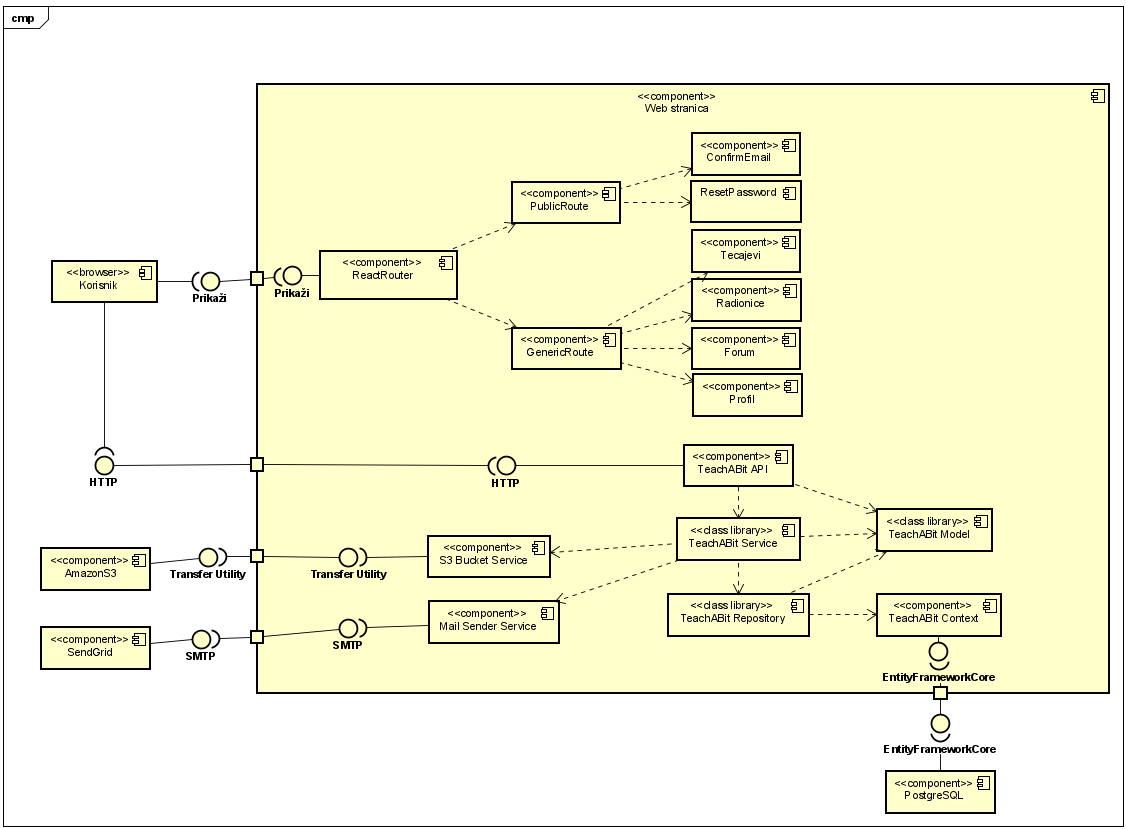 cmp
<<component>>
Web stranica
<<component>>
ConfirmEmail
<<component>>
PublicRoute
ResetPassword
<<component>>
Tecajevi
<<component>>
ReactRouter
<<browser>>
Korisnik
Prikaži
Prikaži
<<component>>
Radionice
<<component>>
GenericRoute
<<component>>
Forum
<<component>>
Profil
HTTP
HTTP
<<component>>
TeachABit API
<<class library>>
TeachABit Model
<<class library>>
TeachABit Service
<<component>>
S3 Bucket Service
<<component>>
AmazonS3
Transfer Utility
Transfer Utility
<<class library>>
TeachABit Repository
<<component>>
TeachABit Context
<<component>>
Mail Sender Service
<<component>>
SendGrid
SMTP
SMTP
EntityFrameworkCore
EntityFrameworkCore
<<component>>
PostgreSQL